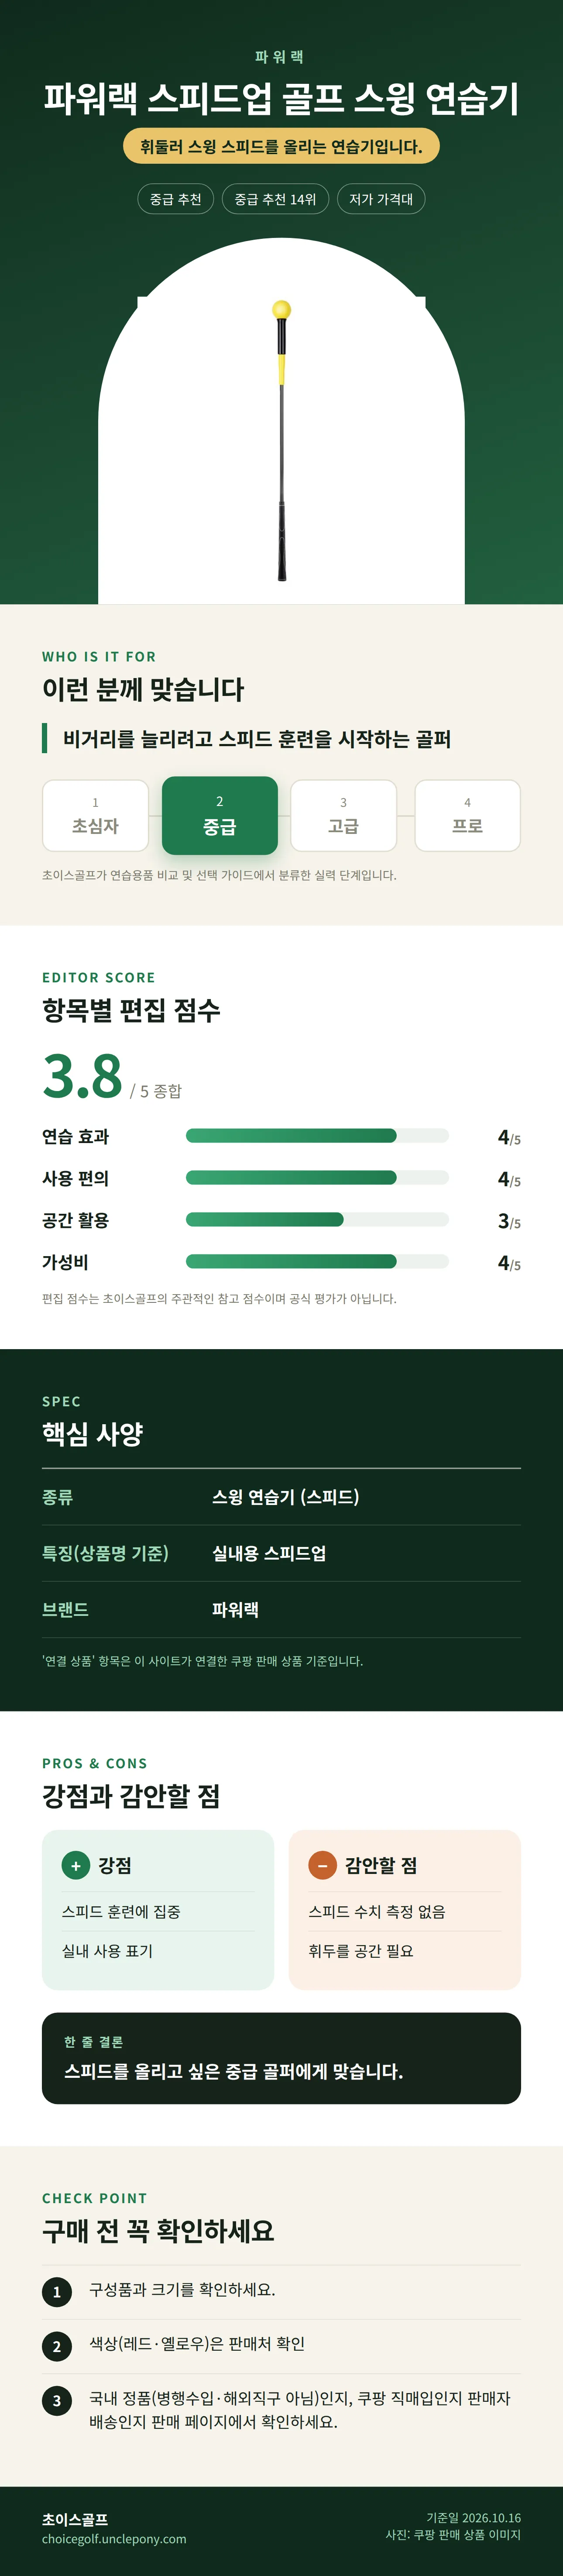 파워랙
파워랙 스피드업 골프 스윙 연습기
휘둘러 스윙 스피드를 올리는 연습기입니다.
중급 추천
중급 추천 14위
저가 가격대
WHO IS IT FOR
이런 분께 맞습니다
비거리를 늘리려고 스피드 훈련을 시작하는 골퍼
1
초심자
2
중급
3
고급
4
프로
초이스골프가 연습용품 비교 및 선택 가이드에서 분류한 실력 단계입니다.
EDITOR SCORE
항목별 편집 점수
3.8 / 5 종합
연습 효과 4/5
사용 편의 4/5
공간 활용 3/5
가성비 4/5
편집 점수는 초이스골프의 주관적인 참고 점수이며 공식 평가가 아닙니다.
SPEC
핵심 사양
종류 스윙 연습기 (스피드)
특징(상품명 기준) 실내용 스피드업
브랜드 파워랙
'연결 상품' 항목은 이 사이트가 연결한 쿠팡 판매 상품 기준입니다.
PROS & CONS
강점과 감안할 점
+ 강점
스피드 훈련에 집중
실내 사용 표기
− 감안할 점
스피드 수치 측정 없음
휘두를 공간 필요
한 줄 결론
스피드를 올리고 싶은 중급 골퍼에게 맞습니다.
CHECK POINT
구매 전 꼭 확인하세요
1 구성품과 크기를 확인하세요.
2 색상(레드·옐로우)은 판매처 확인
3 국내 정품(병행수입·해외직구 아님)인지, 쿠팡 직매입인지 판매자
배송인지 판매 페이지에서 확인하세요.
초이스골프
choicegolf.unclepony.com
기준일 2026.10.16
사진: 쿠팡 판매 상품 이미지